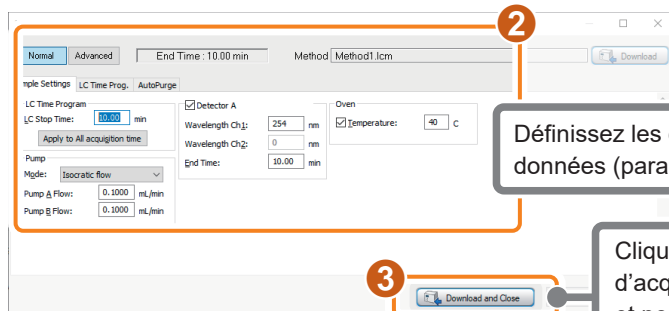 2
Normal Advanced End Time : 10.00 min Method Method1.lcm Download
mple Settings LC Time Prog. AutoPurge
LC Time Program
LC Stop Time: 10.00 min
Apply to All acquisition time
Pump
Mode: Isocratic flow
Pump A Flow: 0.1000 mL/min
Pump B Flow: 0.1000 mL/min
Detector A
Wavelength Ch1: 254 nm
Wavelength Ch2: 0 nm
End Time: 10.00 min
Oven
Temperature: 40 C
Définissez les
données (para
3
Download and Close
Cliqu
d'acq